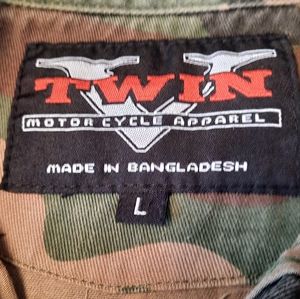 TWIN
MOTOR CYCLE APPAREL
MADE IN BANGLADESH
L